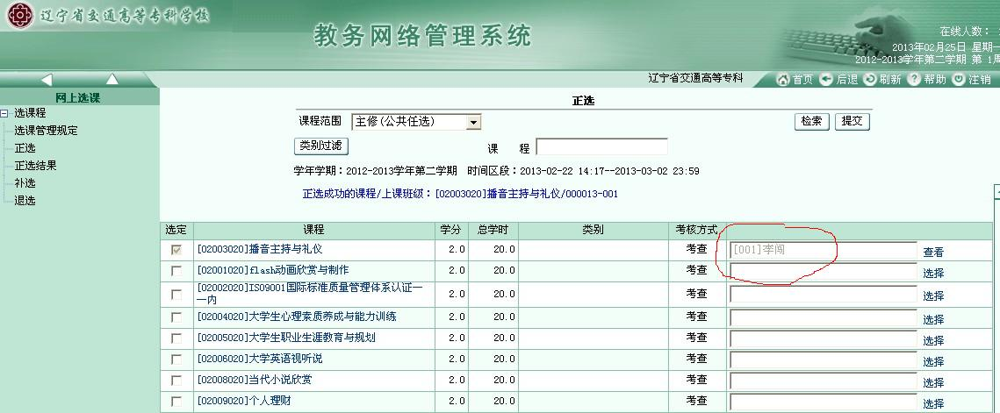 辽宁省交通高等专科学校
教务网络管理系统
在线人数：
2013年02月25日 星期一
2012-2013学年第二学期 第 1周
辽宁省交通高等专科 首页 后退 刷新 帮助 注销
网上选课
选课程
选课管理规定
正选
正选结果
补选
退选
正选
课程范围 主修(公共任选) 检索 提交
类别过滤 课 程
学年学期：2012-2013学年第二学期 时间区段：2013-02-22 14:17--2013-03-02 23:59
正选成功的课程/上课班级：[02003020]播音主持与礼仪/000013-001
选定 课程 学分 总学时 类别 考核方式
[02003020]播音主持与礼仪 2.0 20.0 考查 [001]李闯 查看
[02001020]flash动画欣赏与制作 2.0 20.0 考查 选择
[02002020]ISO9001国际标准质量管理体系认证一
一内 2.0 20.0 考查 选择
[02004020]大学生心理素质养成与能力训练 2.0 20.0 考查 选择
[02005020]大学生职业生涯教育与规划 2.0 20.0 考查 选择
[02006020]大学英语视听说 2.0 20.0 考查 选择
[02008020]当代小说欣赏 2.0 20.0 考查 选择
[02009020]个人理财 2.0 20.0 考查 选择